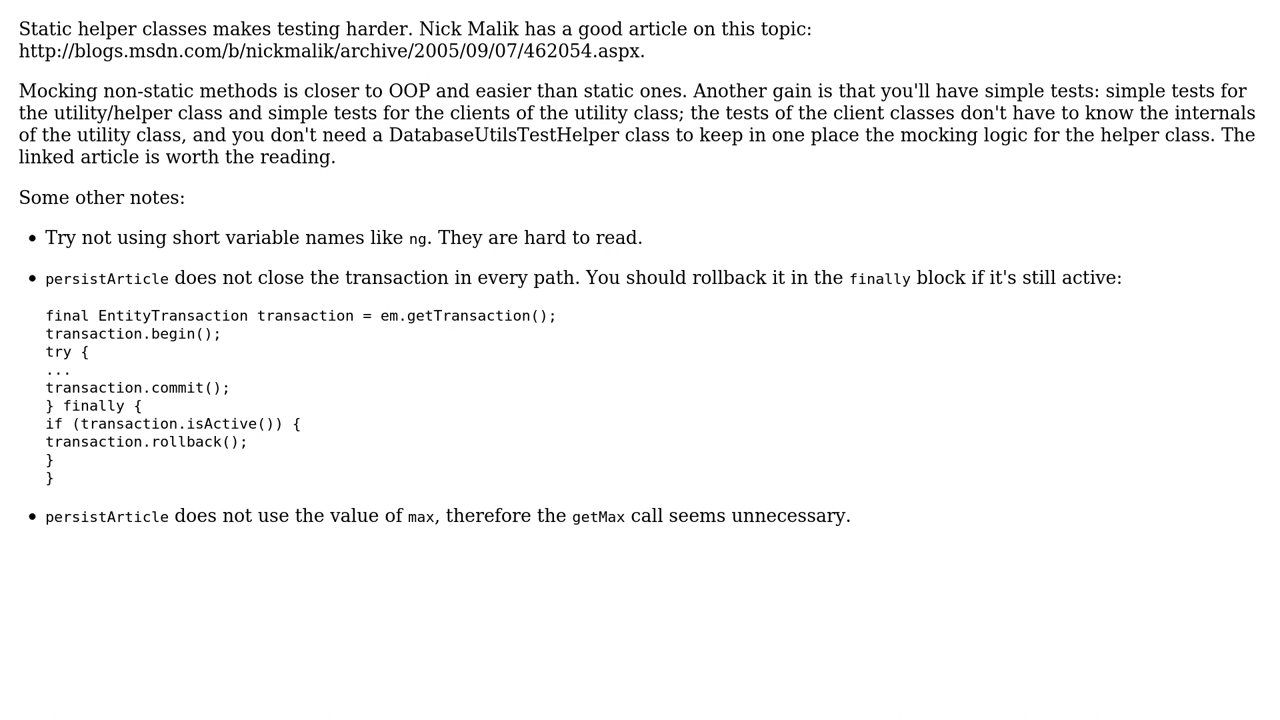 Static helper classes makes testing harder. Nick Malik has a good article on this topic:
http://blogs.msdn.com/b/nickmalik/archive/2005/09/07/462054.aspx.
Mocking non-static methods is closer to OOP and easier than static ones. Another gain is that you'll have simple tests: simple tests for
the utility/helper class and simple tests for the clients of the utility class; the tests of the client classes don't have to know the internals
of the utility class, and you don't need a DatabaseUtilsTestHelper class to keep in one place the mocking logic for the helper class. The
linked article is worth the reading.
Some other notes:
• Try not using short variable names like ng. They are hard to read.
• persistArticle does not close the transaction in every path. You should rollback it in the finally block if it's still active:
final EntityTransaction transaction = em.getTransaction();
transaction.begin();
try {
...
transaction.commit();
} finally {
if (transaction.isActive()) {
transaction.rollback();
}
}
• persistArticle does not use the value of max, therefore the getMax call seems unnecessary.